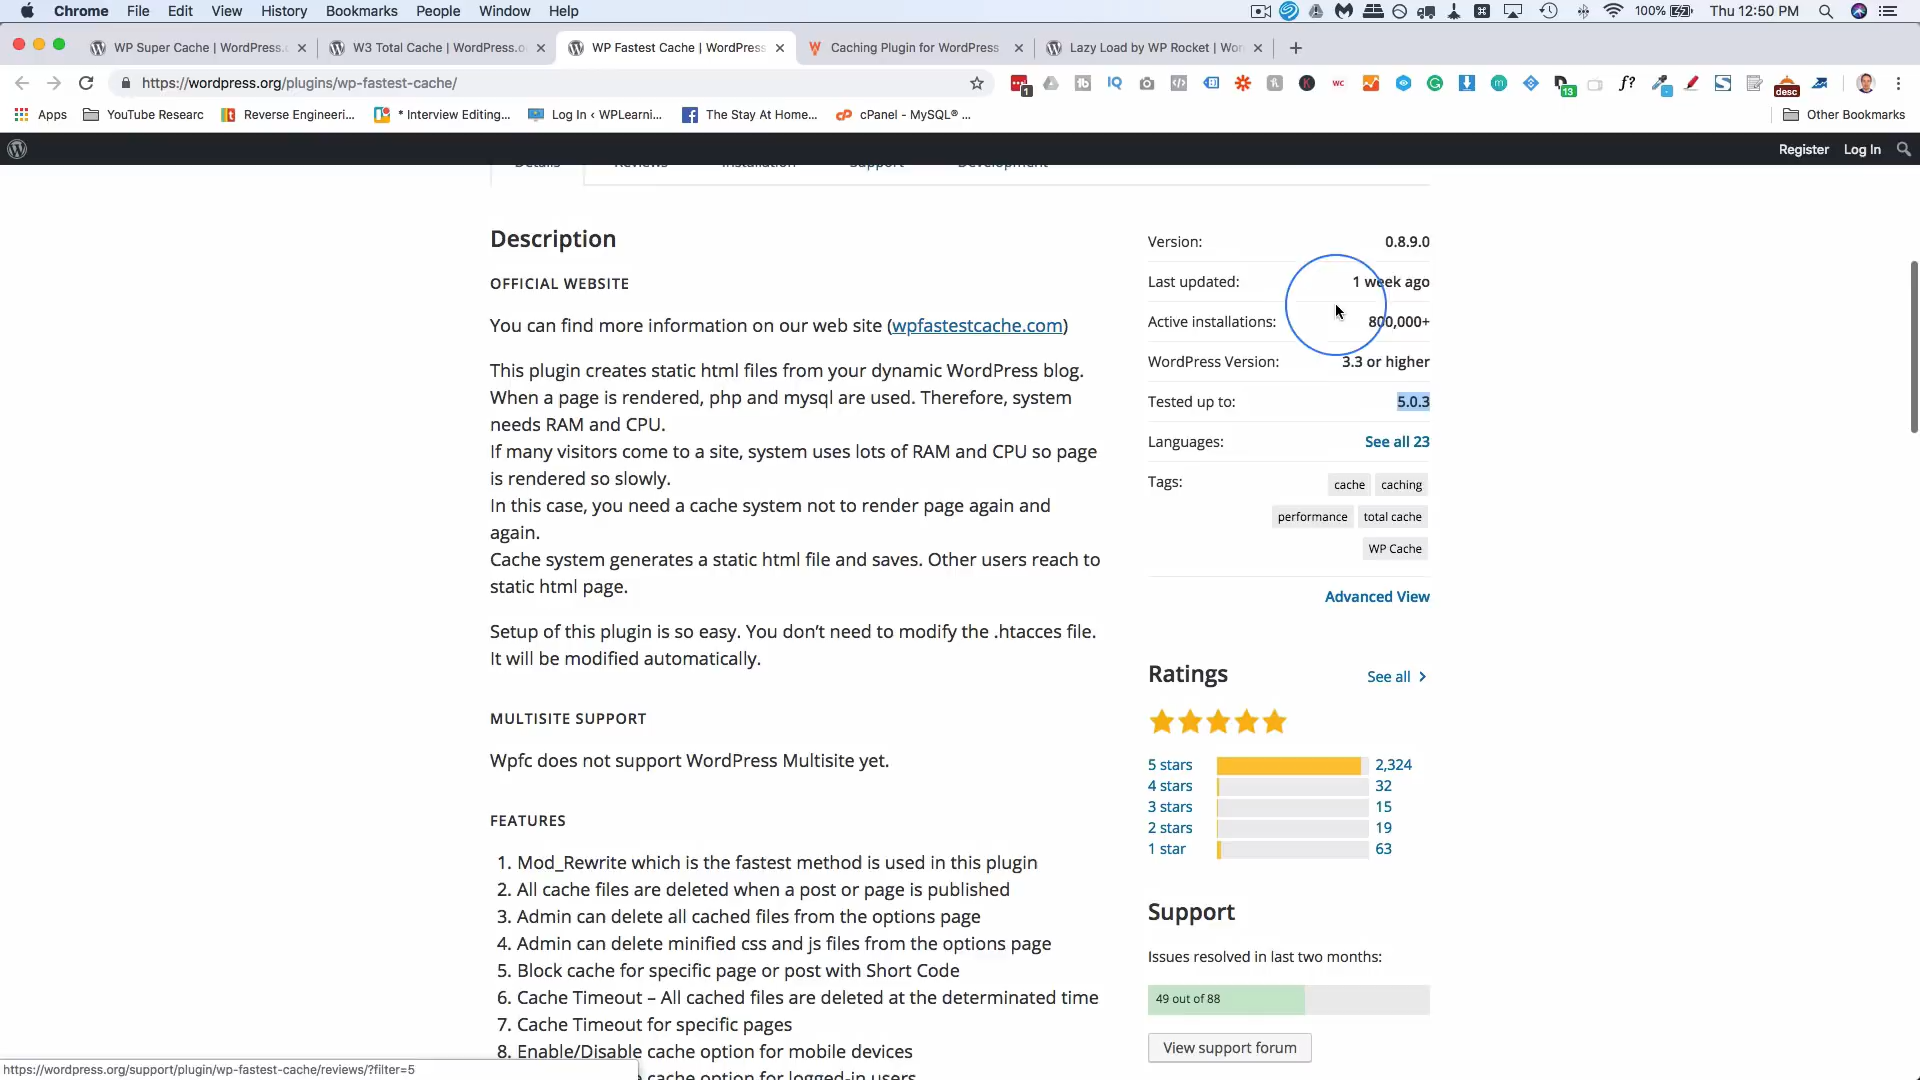 Chrome File Edit View History Bookmarks People Window Help 100% Thu 12:50 PM
WP Super Cache | WordPress. W3 Total Cache | WordPress.o WP Fastest Cache | WordPress Caching Plugin for WordPress Lazy Load by WP Rocket | Wor
https://wordpress.org/plugins/wp-fastest-cache/
Apps YouTube Researc Reverse Engineeri... * Interview Editing... Log In ‹ WPLearni... The Stay At Home... cPanel - MySQL® ... Other Bookmarks
Register Log In
Details Reviews Installation Support Development
Description
OFFICIAL WEBSITE
You can find more information on our web site (wpfastestcache.com)
This plugin creates static html files from your dynamic WordPress blog.
When a page is rendered, php and mysql are used. Therefore, system
needs RAM and CPU.
If many visitors come to a site, system uses lots of RAM and CPU so page
is rendered so slowly.
In this case, you need a cache system not to render page again and
again.
Cache system generates a static html file and saves. Other users reach to
static html page.
Setup of this plugin is so easy. You don’t need to modify the .htacces file.
It will be modified automatically.
MULTISITE SUPPORT
Wpfc does not support WordPress Multisite yet.
FEATURES
1. Mod_Rewrite which is the fastest method is used in this plugin
2. All cache files are deleted when a post or page is published
3. Admin can delete all cached files from the options page
4. Admin can delete minified css and js files from the options page
5. Block cache for specific page or post with Short Code
6. Cache Timeout – All cached files are deleted at the determinated time
7. Cache Timeout for specific pages
8. Enable/Disable cache option for mobile devices
cache option for logged-in users
Version: 0.8.9.0
Last updated: 1 week ago
Active installations: 800,000+
WordPress Version: 3.3 or higher
Tested up to: 5.0.3
Languages: See all 23
Tags: cache caching
performance total cache
WP Cache
Advanced View
Ratings See all
5 stars 2,324
4 stars 32
3 stars 15
2 stars 19
1 star 63
Support
Issues resolved in last two months:
49 out of 88
View support forum
https://wordpress.org/support/plugin/wp-fastest-cache/reviews/?filter=5